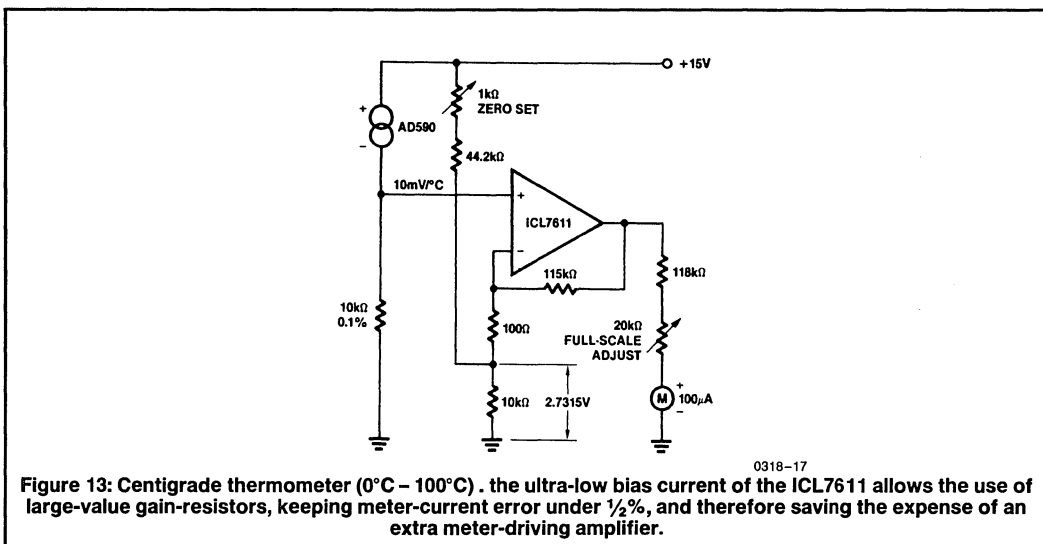 +15V
1kΩ
ZERO SET
+
AD590
−
44.2kΩ
10mV/°C
+
ICL7611
−
115kΩ
118kΩ
10kΩ
0.1%
100Ω
20kΩ
FULL-SCALE
ADJUST
10kΩ
2.7315V
+
M
100μA
−
0318–17
Figure 13: Centigrade thermometer (0°C – 100°C) . the ultra-low bias current of the ICL7611 allows the use of
large-value gain-resistors, keeping meter-current error under ½%, and therefore saving the expense of an
extra meter-driving amplifier.